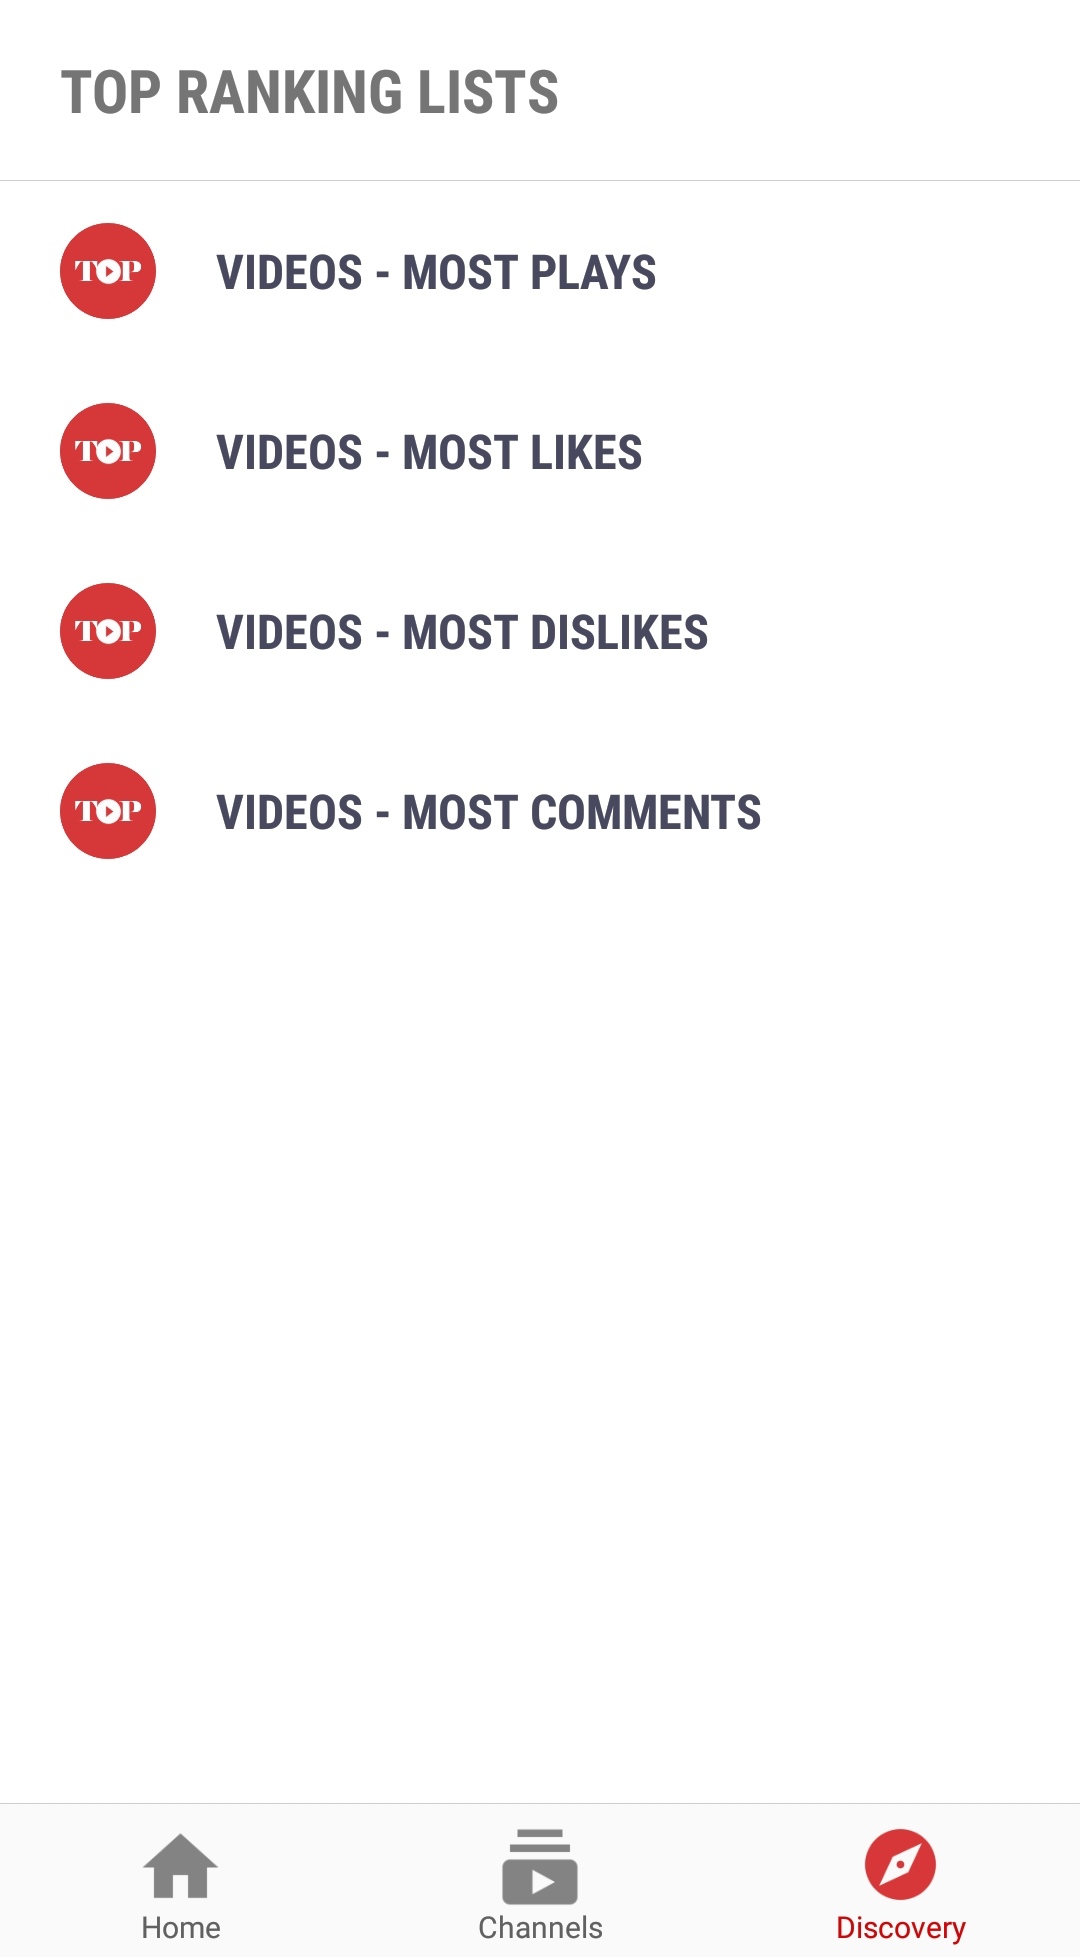 TOP RANKING LISTS
TOP VIDEOS - MOST PLAYS
TOP VIDEOS - MOST LIKES
TOP VIDEOS - MOST DISLIKES
TOP VIDEOS - MOST COMMENTS
Home Channels Discovery